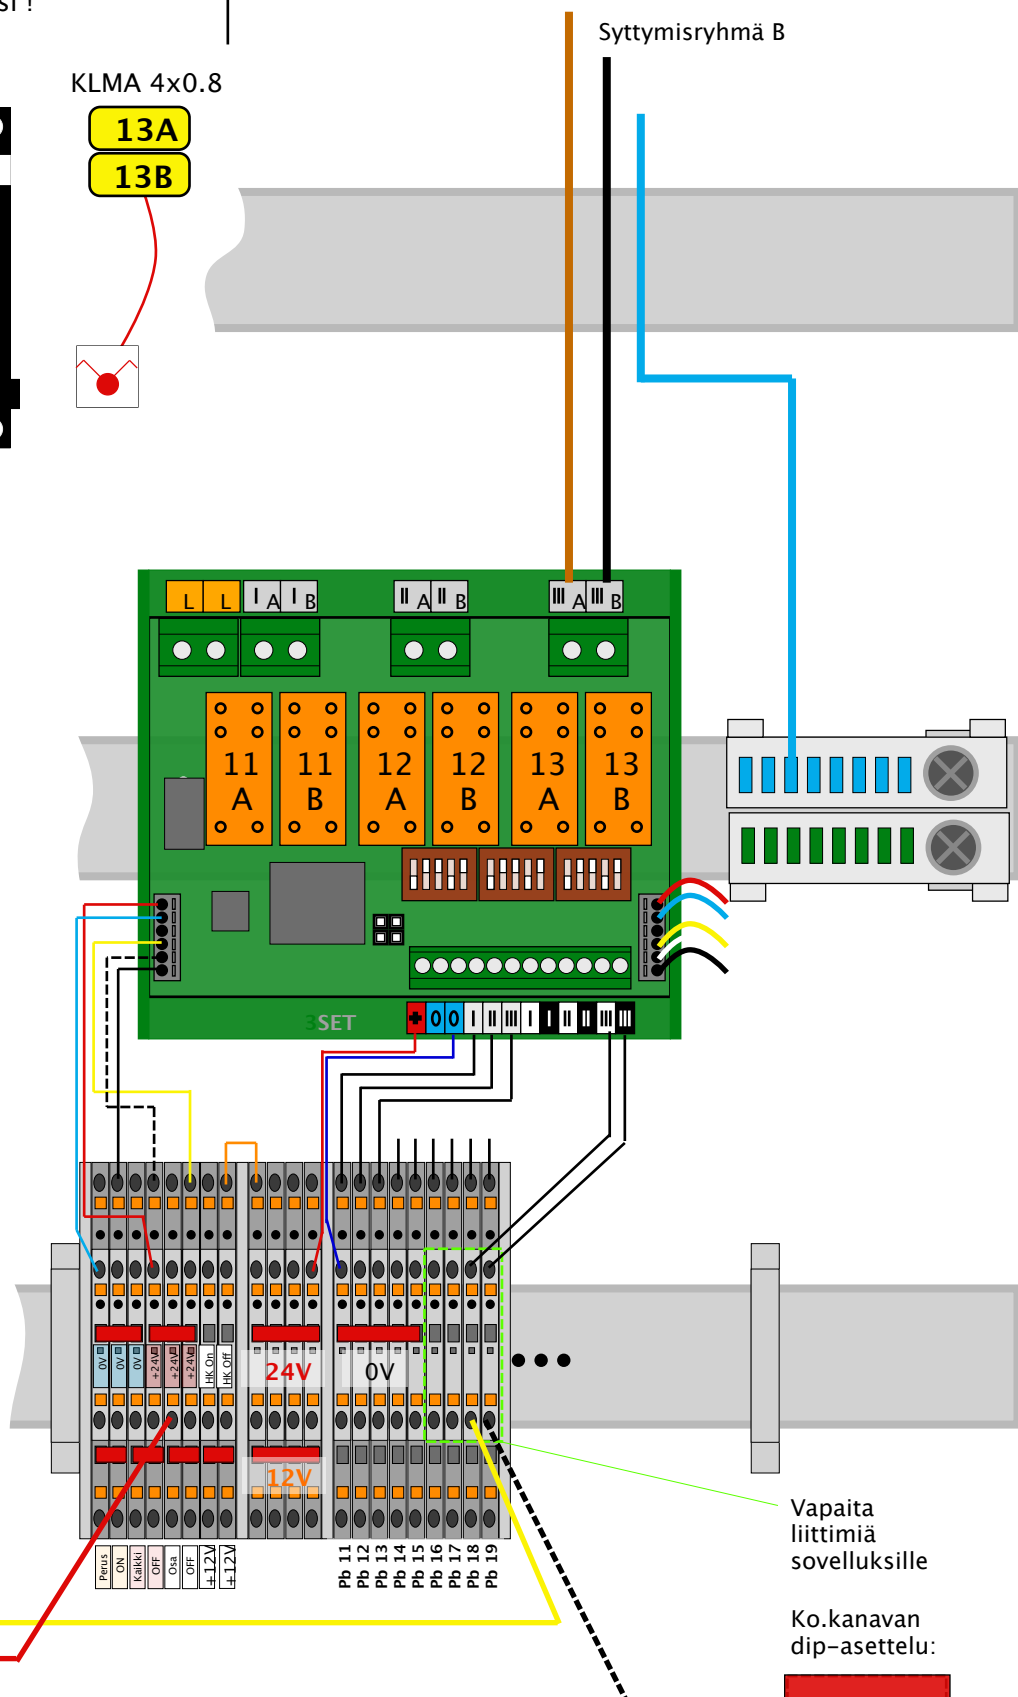 si !
Syttymisryhmä B
KLMA 4x0.8
13A
13B
L L I A I B II A II B III A III B
11 A
11 B
12 A
12 B
13 A
13 B
3SET
+ 0 0 I II III I I II II III III
0V 0V 0V +24V +24V +24V HK On HK Off
24V
0V
12V
Perus ON Kaikki OFF Osa OFF +12V +12V
Pb 11 Pb 12 Pb 13 Pb 14 Pb 15 Pb 16 Pb 17 Pb 18 Pb 19
Vapaita
liittimiä
sovelluksille
Ko.kanavan
dip-asettelu: